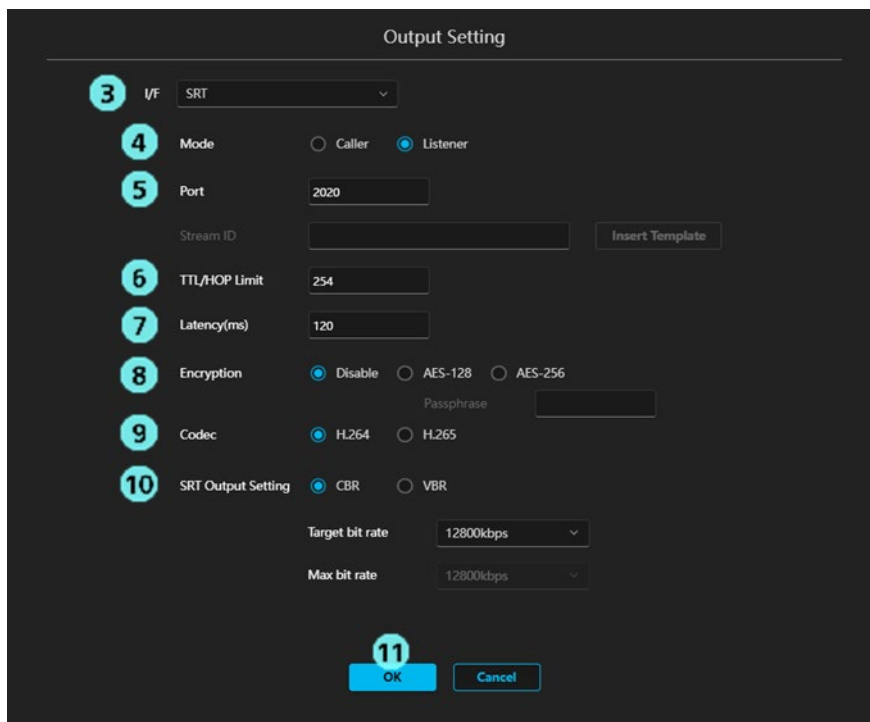 Output Setting
3 I/F SRT
4 Mode Caller Listener
5 Port 2020
Stream ID Insert Template
6 TTL/HOP Limit 254
7 Latency(ms) 120
8 Encryption Disable AES-128 AES-256
Passphrase
9 Codec H.264 H.265
10 SRT Output Setting CBR VBR
Target bit rate 12800kbps
Max bit rate 12800kbps
11
OK Cancel